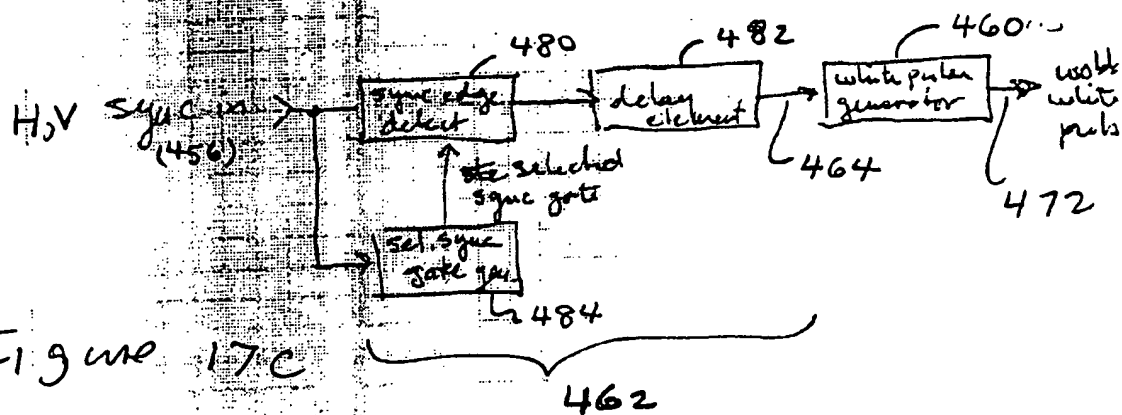 480
482
460
H,V sync in
(456)
sync edge
detect
delay
element
white pulse
generator
white
464
472
selected
sync gate
sel. sync
gate gen.
484
462
Figure 17C